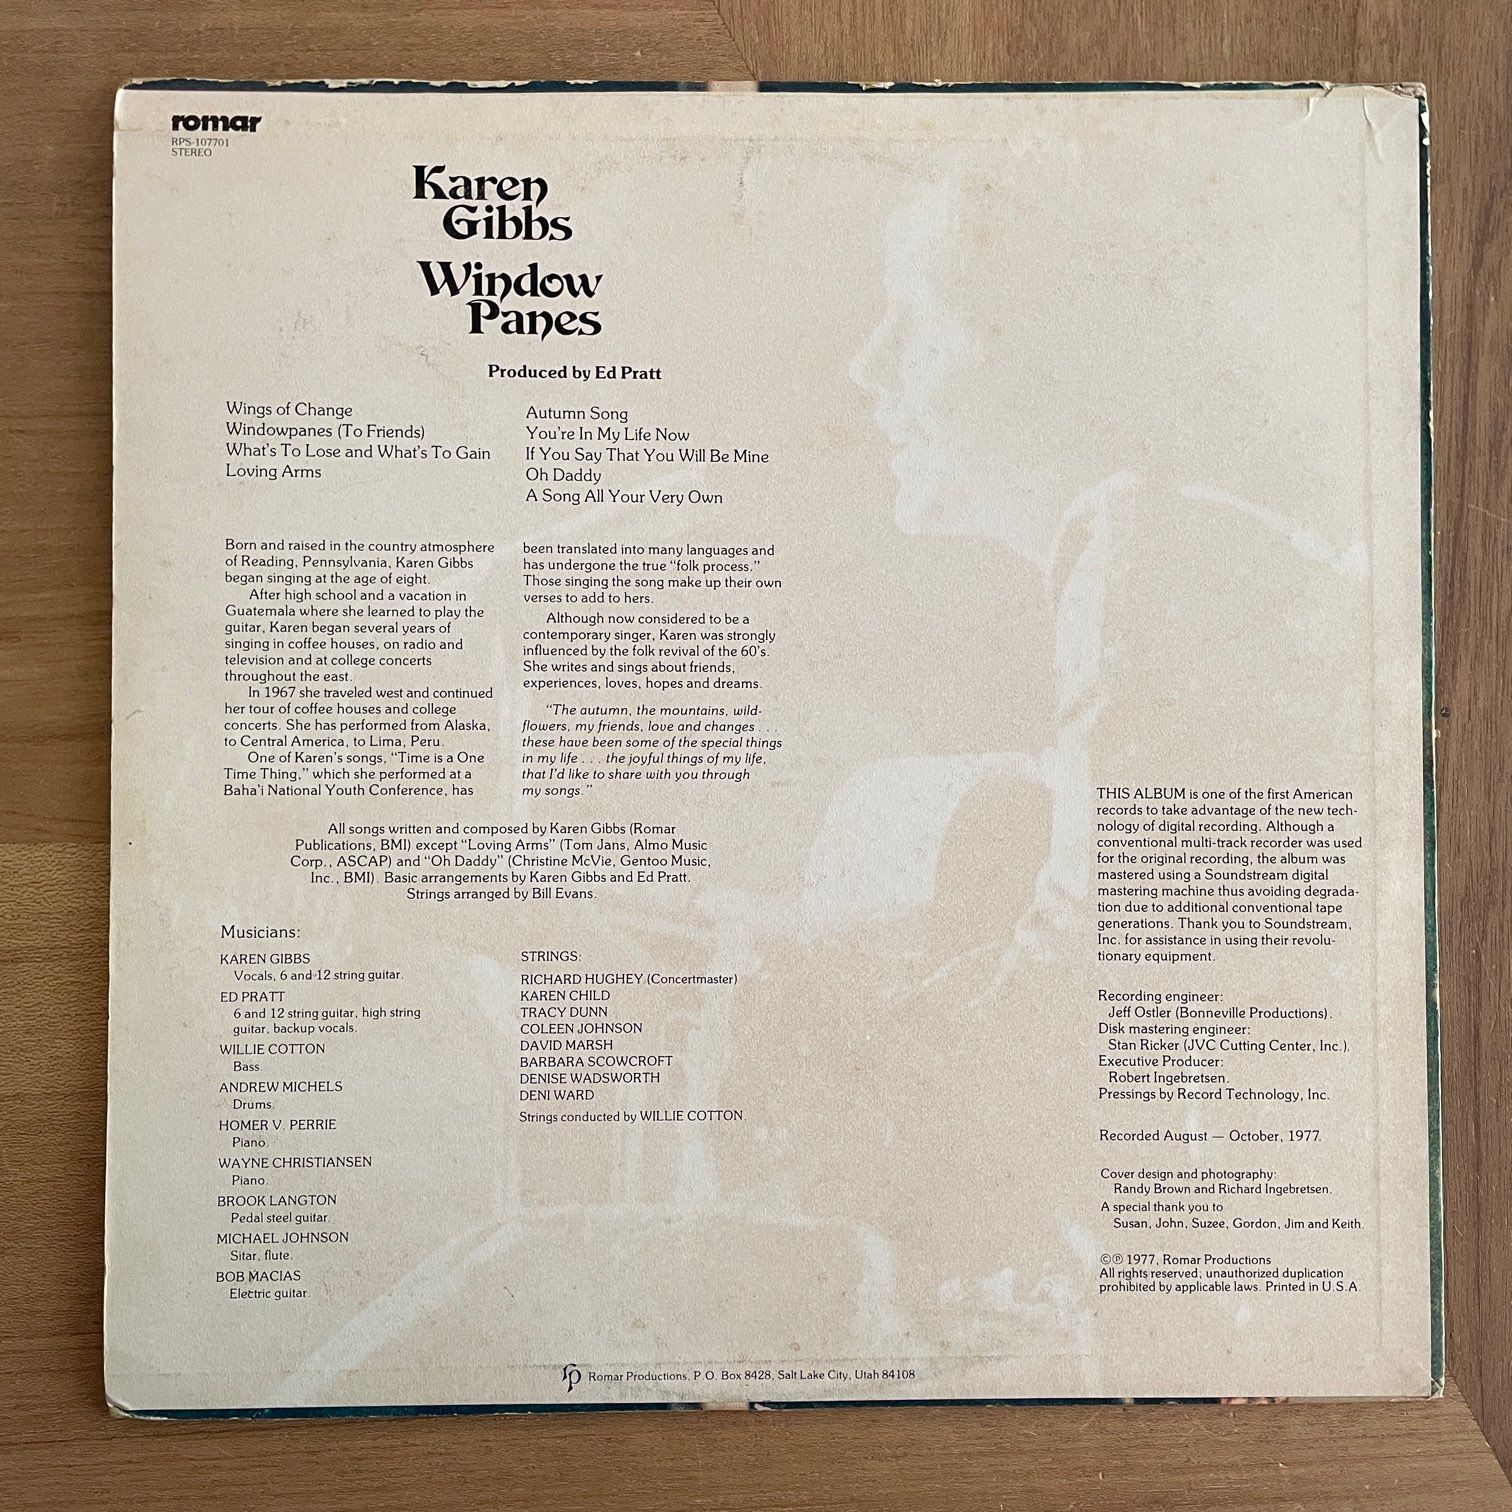 romar
RPS-107701
STEREO
Karen
Gibbs
Window
Panes
Produced by Ed Pratt
Wings of Change
Windowpanes (To Friends)
What's To Lose and What's To Gain
Loving Arms
Autumn Song
You're In My Life Now
If You Say That You Will Be Mine
Oh Daddy
A Song All Your Very Own
Born and raised in the country atmosphere
of Reading, Pennsylvania, Karen Gibbs
began singing at the age of eight.
After high school and a vacation in
Guatemala where she learned to play the
guitar, Karen began several years of
singing in coffee houses, on radio and
television and at college concerts
throughout the east.
In 1967 she traveled west and continued
her tour of coffee houses and college
concerts. She has performed from Alaska,
to Central America, to Lima, Peru.
One of Karen's songs, "Time is a One
Time Thing," which she performed at a
Baha'i National Youth Conference, has
been translated into many languages and
has undergone the true "folk process."
Those singing the song make up their own
verses to add to hers.
Although now considered to be a
contemporary singer, Karen was strongly
influenced by the folk revival of the 60's.
She writes and sings about friends,
experiences, loves, hopes and dreams.
"The autumn, the mountains, wild-
flowers, my friends, love and changes . . .
these have been some of the special things
in my life . . . the joyful things of my life,
that I'd like to share with you through
my songs."
All songs written and composed by Karen Gibbs (Romar
Publications, BMI) except "Loving Arms" (Tom Jans, Almo Music
Corp., ASCAP) and "Oh Daddy" (Christine McVie, Gentoo Music,
Inc., BMI). Basic arrangements by Karen Gibbs and Ed Pratt.
Strings arranged by Bill Evans.
Musicians:
KAREN GIBBS
Vocals, 6 and 12 string guitar.
ED PRATT
6 and 12 string guitar, high string
guitar, backup vocals.
WILLIE COTTON
Bass.
ANDREW MICHELS
Drums.
HOMER V. PERRIE
Piano.
WAYNE CHRISTIANSEN
Piano.
BROOK LANGTON
Pedal steel guitar.
MICHAEL JOHNSON
Sitar, flute.
BOB MACIAS
Electric guitar.
STRINGS:
RICHARD HUGHEY (Concertmaster)
KAREN CHILD
TRACY DUNN
COLEEN JOHNSON
DAVID MARSH
BARBARA SCOWCROFT
DENISE WADSWORTH
DENI WARD
Strings conducted by WILLIE COTTON
THIS ALBUM is one of the first American
records to take advantage of the new tech-
nology of digital recording. Although a
conventional multi-track recorder was used
for the original recording, the album was
mastered using a Soundstream digital
mastering machine thus avoiding degrada-
tion due to additional conventional tape
generations. Thank you to Soundstream,
Inc. for assistance in using their revolu-
tionary equipment.
Recording engineer:
Jeff Ostler (Bonneville Productions).
Disk mastering engineer:
Stan Ricker (JVC Cutting Center, Inc.).
Executive Producer:
Robert Ingebretsen.
Pressings by Record Technology, Inc.
Recorded August — October, 1977.
Cover design and photography:
Randy Brown and Richard Ingebretsen.
A special thank you to
Susan, John, Suzee, Gordon, Jim and Keith.
©℗ 1977, Romar Productions
All rights reserved; unauthorized duplication
prohibited by applicable laws. Printed in U.S.A.
rp Romar Productions, P.O. Box 8428, Salt Lake City, Utah 84108